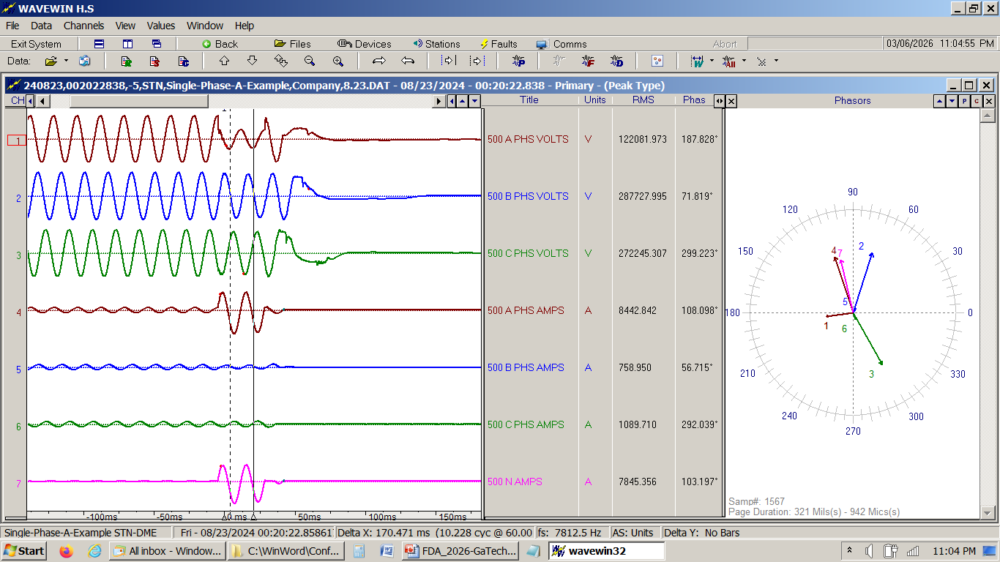 WAVEWIN H.S
File Data Channels View Values Window Help
Exit System Back Files Devices Stations Faults Comms Abort 03/06/2026 11:04:55 PM
Data: R S C P F D W All
240823,002022838,-5,STN,Single-Phase-A-Example,Company,8.23.DAT - 08/23/2024 - 00:20:22.838 - Primary - (Peak Type)
CH Title Units RMS Phas Phasors P C
1 500 A PHS VOLTS V 122081.973 187.828°
2 500 B PHS VOLTS V 287727.995 71.819°
3 500 C PHS VOLTS V 272245.307 299.223°
4 500 A PHS AMPS A 8442.842 108.098°
5 500 B PHS AMPS A 758.950 56.715°
6 500 C PHS AMPS A 1089.710 292.039°
7 500 N AMPS A 7845.356 103.197°
90
120 60
150 30
180 0
210 330
240 300
270
4 7 2
5
1 6
3
Samp#: 1567
Page Duration: 321 Mils(s) - 942 Mics(s)
-100ms -50ms 0 ms 50ms 100ms 150ms
Single-Phase-A-Example STN-DME Fri - 08/23/2024 00:20:22.85861 Delta X: 170.471 ms (10.228 cyc @ 60.00 fs: 7812.5 Hz AS: Units Delta Y: No Bars
Start All inbox - Window... C:\WinWord\Conf... FDA_2026-GaTech... wavewin32 11:04 PM